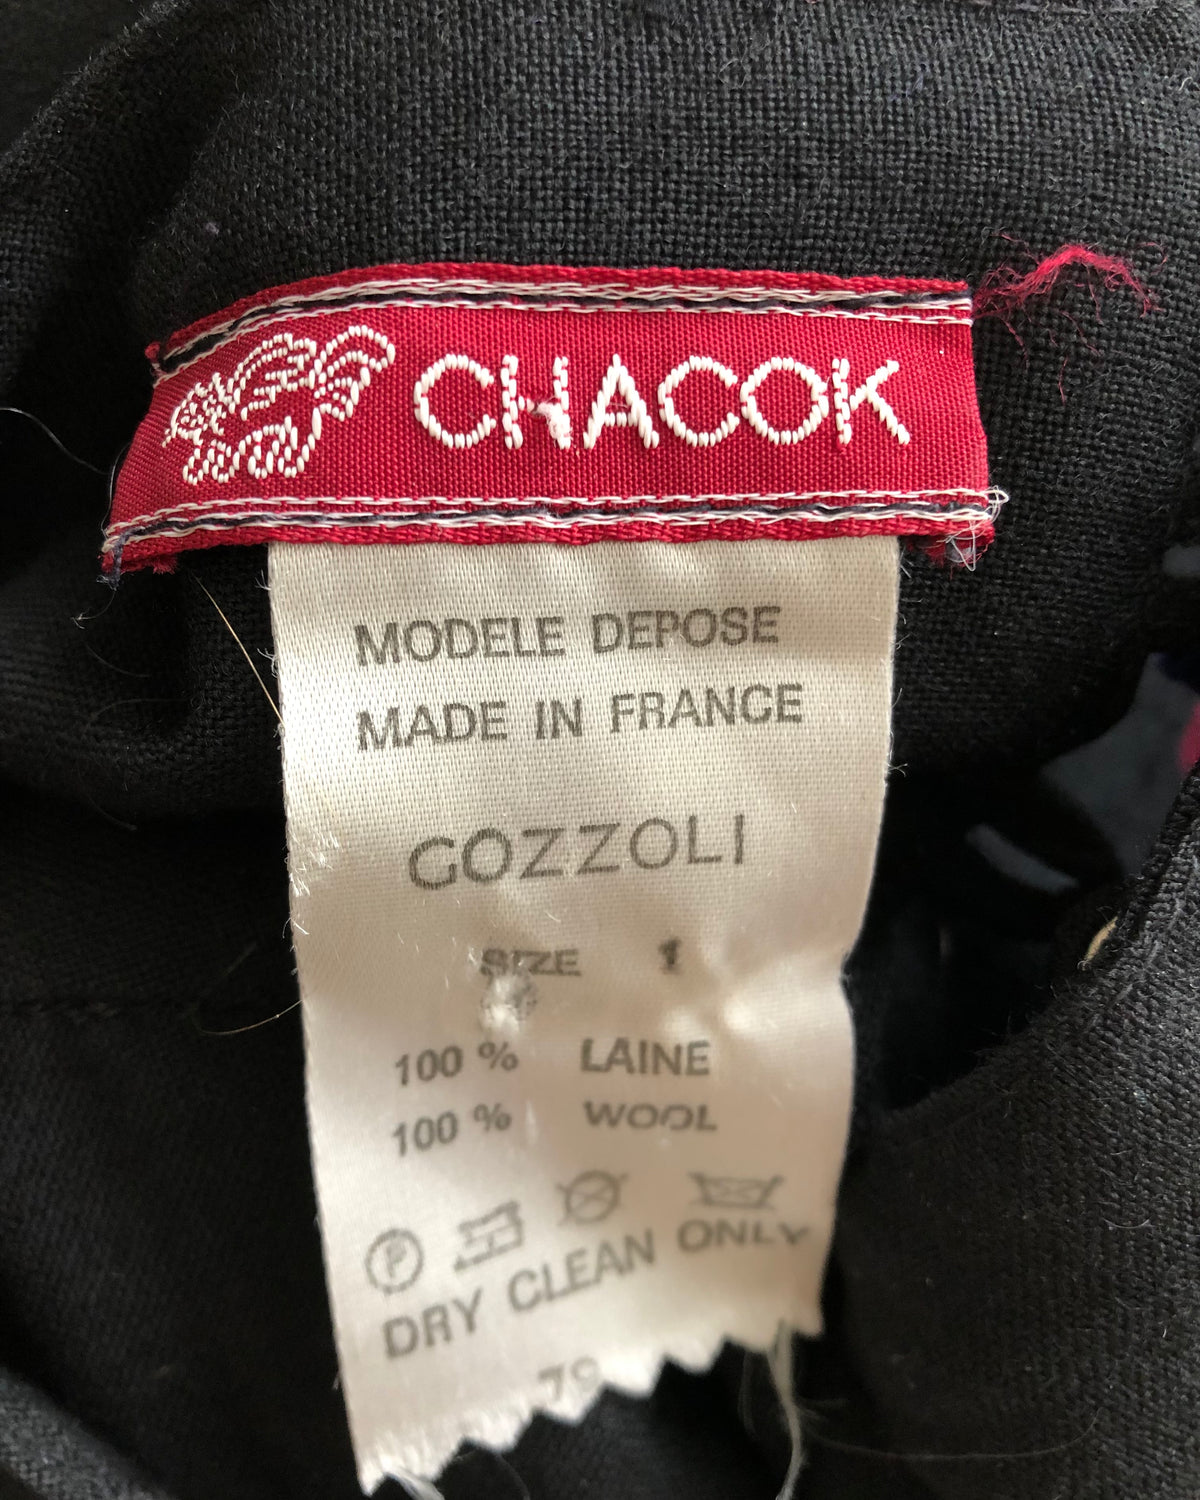 CHACOK
MODELE DEPOSE
MADE IN FRANCE
GOZZOLI
SIZE 1
100 % LAINE
100 % WOOL
P
DRY CLEAN ONLY